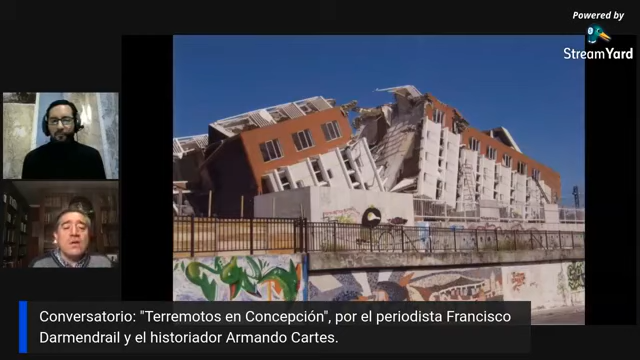 Powered by
StreamYard
Conversatorio: "Terremotos en Concepción", por el periodista Francisco
Darmendrail y el historiador Armando Cartes.